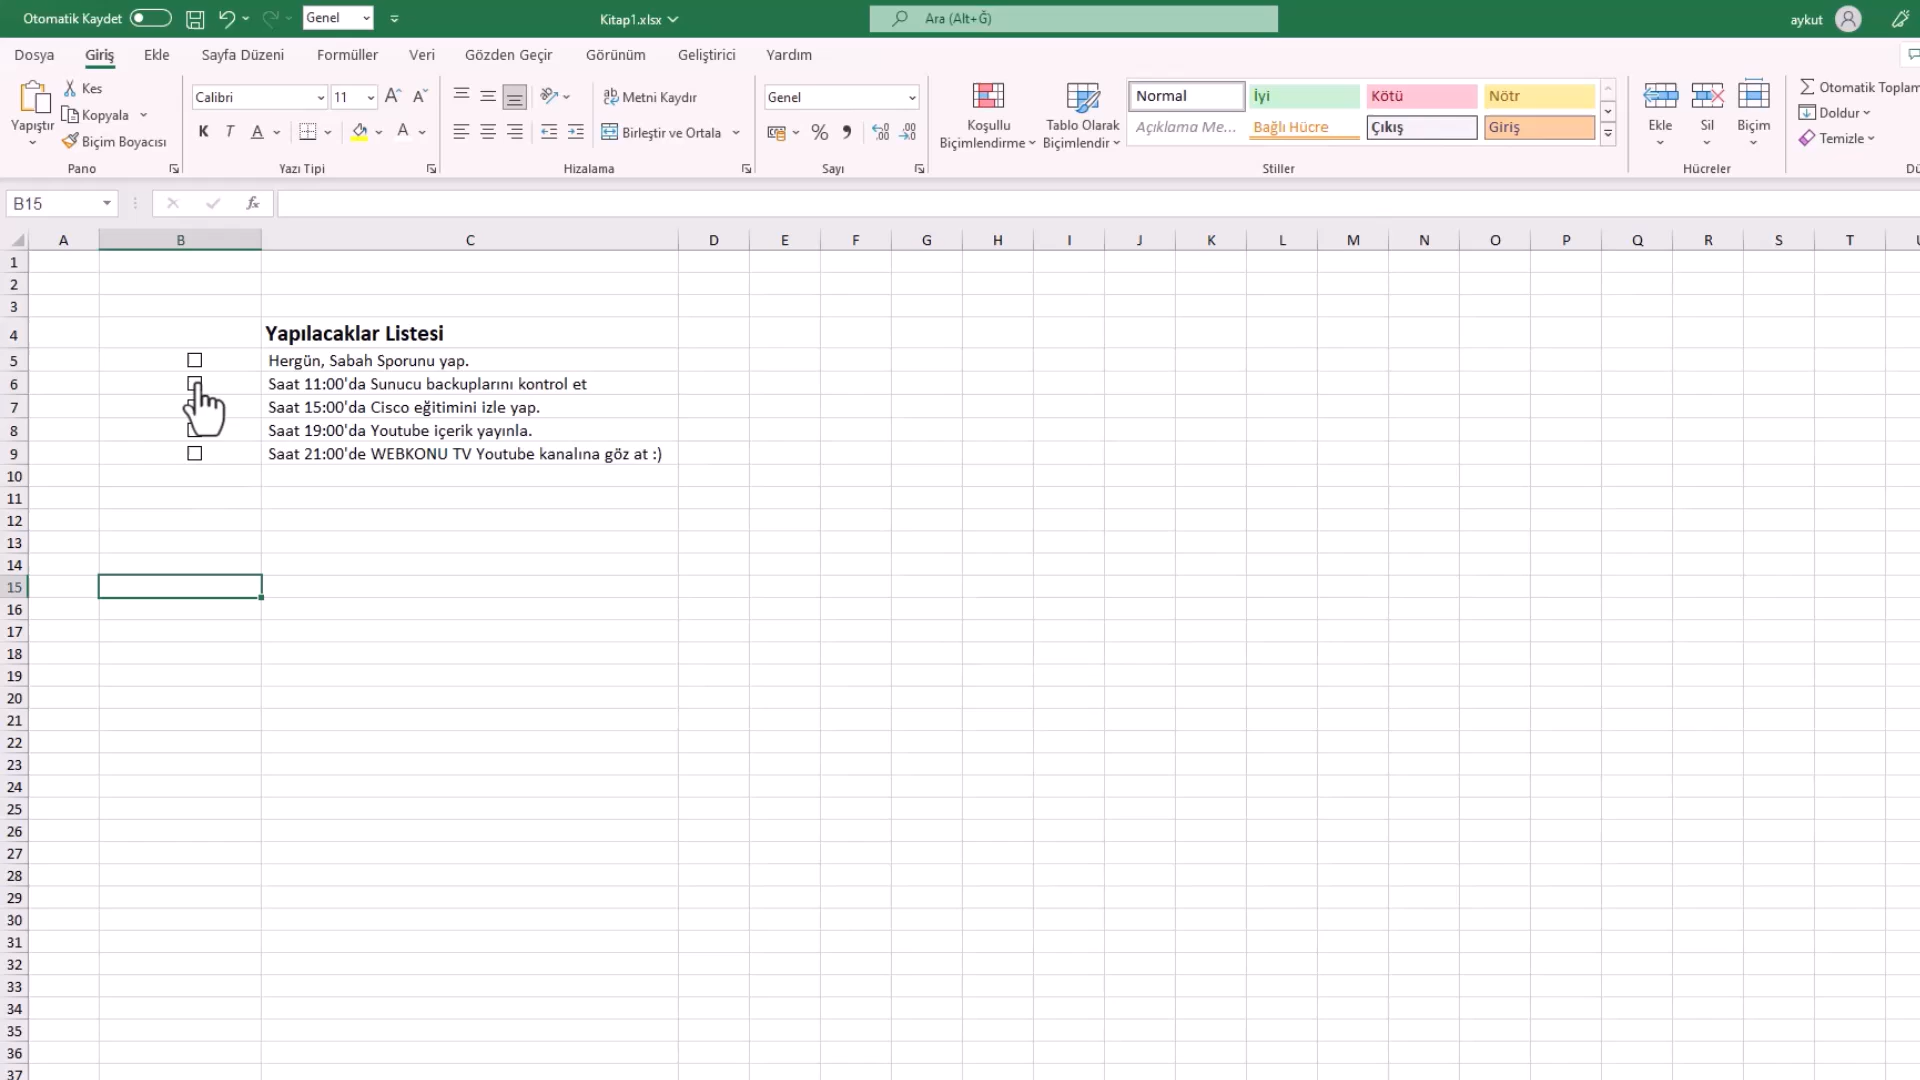 Otomatik Kaydet Genel Kitap1.xlsx Ara (Alt+Ğ) aykut
Dosya Giriş Ekle Sayfa Düzeni Formüller Veri Gözden Geçir Görünüm Geliştirici Yardım
Yapıştır
Kes
Kopyala
Biçim Boyacısı
Pano
Calibri 11
K T A A
Yazı Tipi
Metni Kaydır
Birleştir ve Ortala
Hizalama
Genel
Sayı
Koşullu
Biçimlendirme
Tablo Olarak
Biçimlendir
Normal İyi Kötü Nötr
Açıklama Me... Bağlı Hücre Çıkış Giriş
Stiller
Ekle Sil Biçim
Hücreler
Otomatik Toplam
Doldur
Temizle
B15 fx
A B C D E F G H I J K L M N O P Q R S T
1
2
3
4 Yapılacaklar Listesi
5 Hergün, Sabah Sporunu yap.
6 Saat 11:00'da Sunucu backuplarını kontrol et
7 Saat 15:00'da Cisco eğitimini izle yap.
8 Saat 19:00'da Youtube içerik yayınla.
9 Saat 21:00'de WEBKONU TV Youtube kanalına göz at :)
10
11
12
13
14
15
16
17
18
19
20
21
22
23
24
25
26
27
28
29
30
31
32
33
34
35
36
37